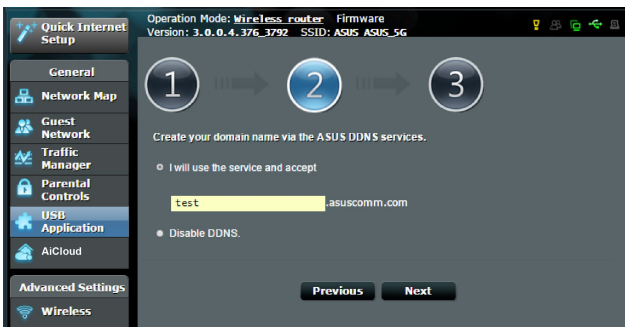 Quick Internet
Setup
Operation Mode: Wireless router Firmware
Version: 3.0.0.4.376_3792 SSID: ASUS ASUS_5G
General
Network Map
Guest
Network
Traffic
Manager
Parental
Controls
USB
Application
AiCloud
Advanced Settings
Wireless
1
2
3
Create your domain name via the ASUS DDNS services.
I will use the service and accept
test .asuscomm.com
Disable DDNS.
Previous Next